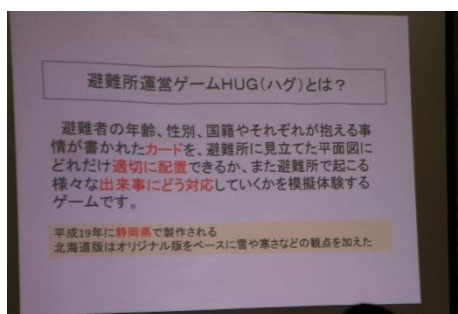 避難所運営ゲームHUG(ハグ)とは？
避難者の年齢、性別、国籍やそれぞれが抱える事
情が書かれたカードを、避難所に見立てた平面図に
どれだけ適切に配置できるか、また避難所で起こる
様々な出来事にどう対応していくかを模擬体験する
ゲームです。
平成19年に静岡県で製作される
北海道版はオリジナル版をベースに雪や寒さなどの観点を加えた